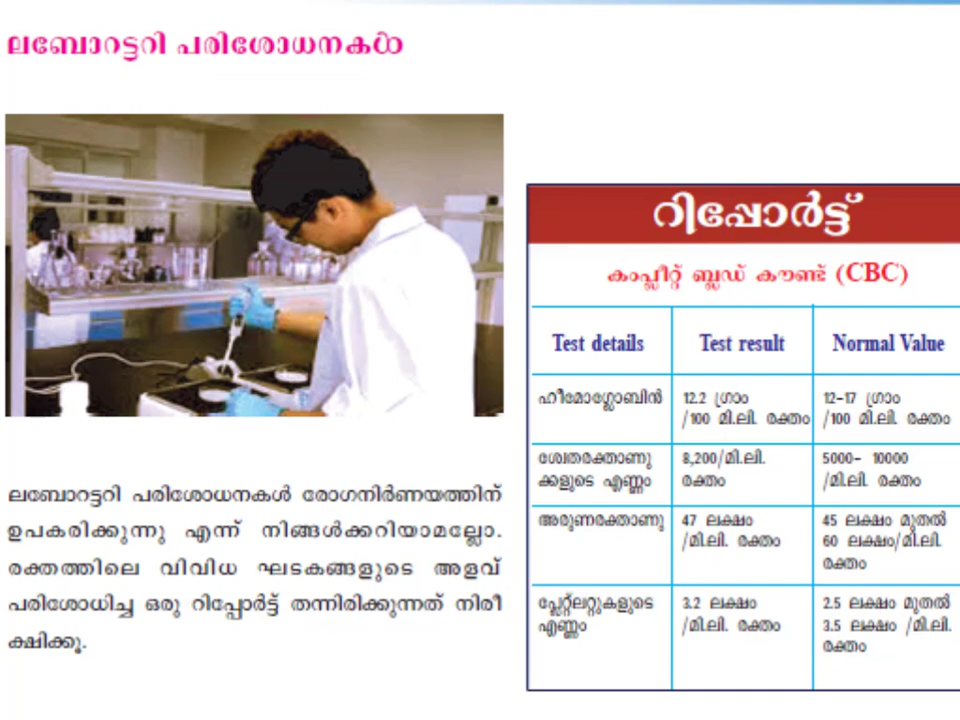 ലബോറട്ടറി പരിശോധനകൾ
റിപ്പോർട്ട്
കംപ്ലീറ്റ് ബ്ലഡ് കൗണ്ട് (CBC)
Test details Test result Normal Value
ഹീമോഗ്ലോബിൻ 12.2 ഗ്രാം 12-17 ഗ്രാം
/100 മി.ലി. രക്തം /100 മി.ലി. രക്തം
ശ്വേതരക്താണു 8,200/മി.ലി. 5000- 10000
ക്കളുടെ എണ്ണം രക്തം /മി.ലി. രക്തം
അരുണരക്താണു 47 ലക്ഷം 45 ലക്ഷം മുതൽ
/മി.ലി. രക്തം 60 ലക്ഷം/മി.ലി.
രക്തം
പ്ലേറ്റ്ലറ്റുകളുടെ 3.2 ലക്ഷം 2.5 ലക്ഷം മുതൽ
എണ്ണം /മി.ലി. രക്തം 3.5 ലക്ഷം /മി.ലി.
രക്തം
ലബോറട്ടറി പരിശോധനകൾ രോഗനിർണയത്തിന്
ഉപകരിക്കുന്നു എന്ന് നിങ്ങൾക്കറിയാമല്ലോ.
രക്തത്തിലെ വിവിധ ഘടകങ്ങളുടെ അളവ്
പരിശോധിച്ച ഒരു റിപ്പോർട്ട് തന്നിരിക്കുന്നത് നിരീ
ക്ഷിക്കൂ.